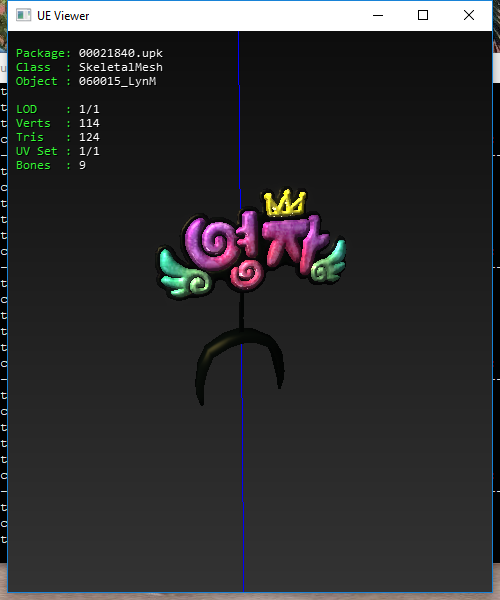 UE Viewer
Package: 00021840.upk
Class : SkeletalMesh
Object : 060015_LynM
LOD : 1/1
Verts : 114
Tris : 124
UV Set : 1/1
Bones : 9
영자